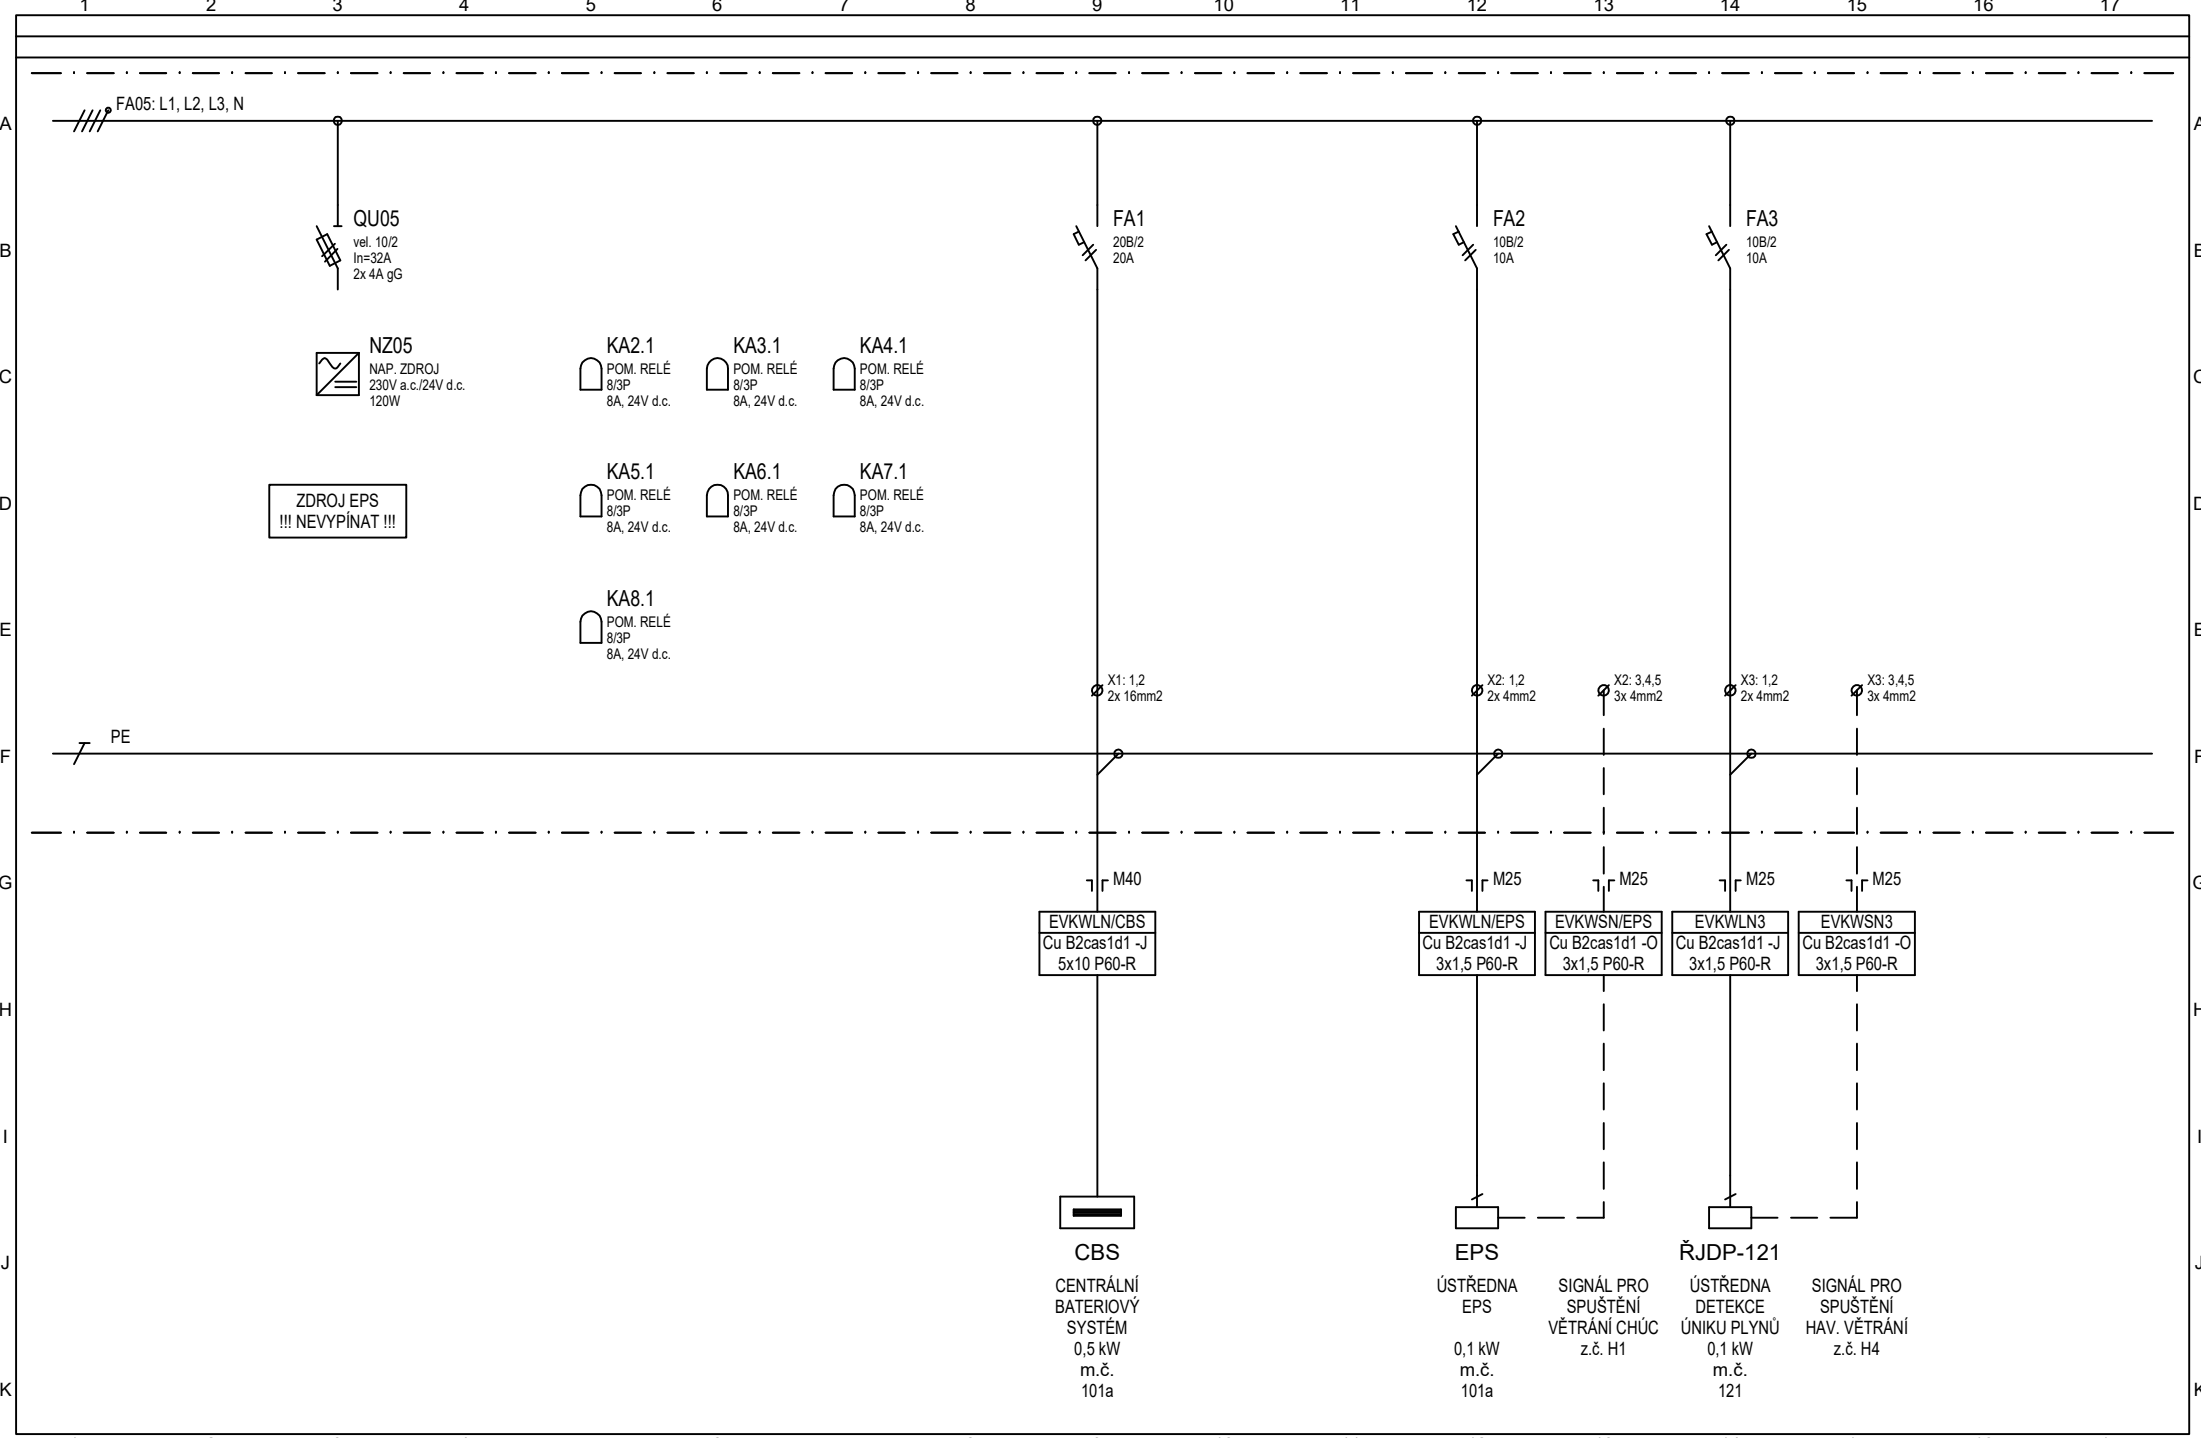 1 2 3 4 5 6 7 8 9 10 11 12 13 14 15 16 17
A
FA05: L1, L2, L3, N
A
B
QU05
vel. 10/2
In=32A
2x 4A gG
FA1
20B/2
20A
FA2
10B/2
10A
FA3
10B/2
10A
C
NZ05
NAP. ZDROJ
230V a.c./24V d.c.
120W
KA2.1
POM. RELÉ
8/3P
8A, 24V d.c.
KA3.1
POM. RELÉ
8/3P
8A, 24V d.c.
KA4.1
POM. RELÉ
8/3P
8A, 24V d.c.
D
ZDROJ EPS
!!! NEVYPÍNAT !!!
KA5.1
POM. RELÉ
8/3P
8A, 24V d.c.
KA6.1
POM. RELÉ
8/3P
8A, 24V d.c.
KA7.1
POM. RELÉ
8/3P
8A, 24V d.c.
E
KA8.1
POM. RELÉ
8/3P
8A, 24V d.c.
X1: 1,2
2x 16mm2
X2: 1,2
2x 4mm2
X2: 3,4,5
3x 4mm2
X3: 1,2
2x 4mm2
X3: 3,4,5
3x 4mm2
F
PE
G
M40
M25
M25
M25
M25
EVKWLN/CBS
Cu B2cas1d1 -J
5x10 P60-R
EVKWLN/EPS
Cu B2cas1d1 -J
3x1,5 P60-R
EVKWSN/EPS
Cu B2cas1d1 -O
3x1,5 P60-R
EVKWLN3
Cu B2cas1d1 -J
3x1,5 P60-R
EVKWSN3
Cu B2cas1d1 -O
3x1,5 P60-R
H
I
J
CBS
CENTRÁLNÍ
BATERIOVÝ
SYSTÉM
0,5 kW
m.č.
101a
EPS
ÚSTŘEDNA
EPS
0,1 kW
m.č.
101a
SIGNÁL PRO
SPUŠTĚNÍ
VĚTRÁNÍ CHÚC
z.č. H1
ŘJDP-121
ÚSTŘEDNA
DETEKCE
ÚNIKU PLYNŮ
0,1 kW
m.č.
121
SIGNÁL PRO
SPUŠTĚNÍ
HAV. VĚTRÁNÍ
z.č. H4
K